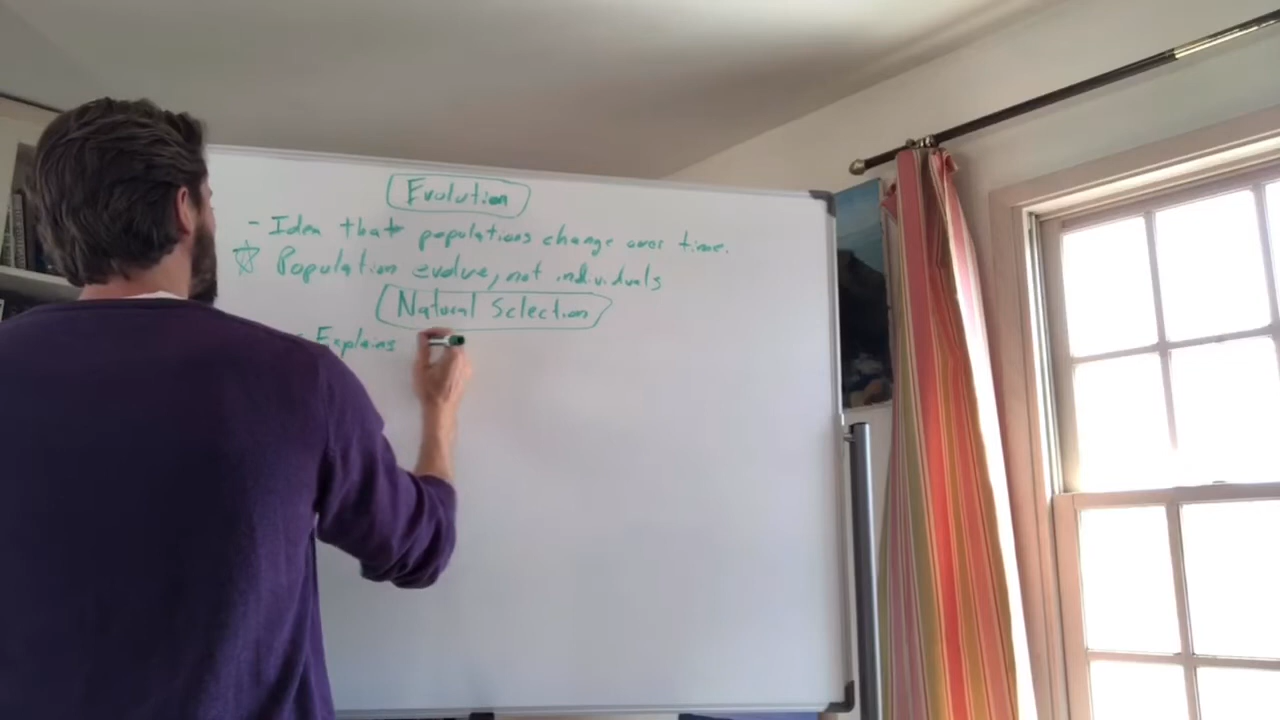 Evolution
- Idea that populations change over time.
☆ Population evolve, not individuals
Natural Selection
- Explains